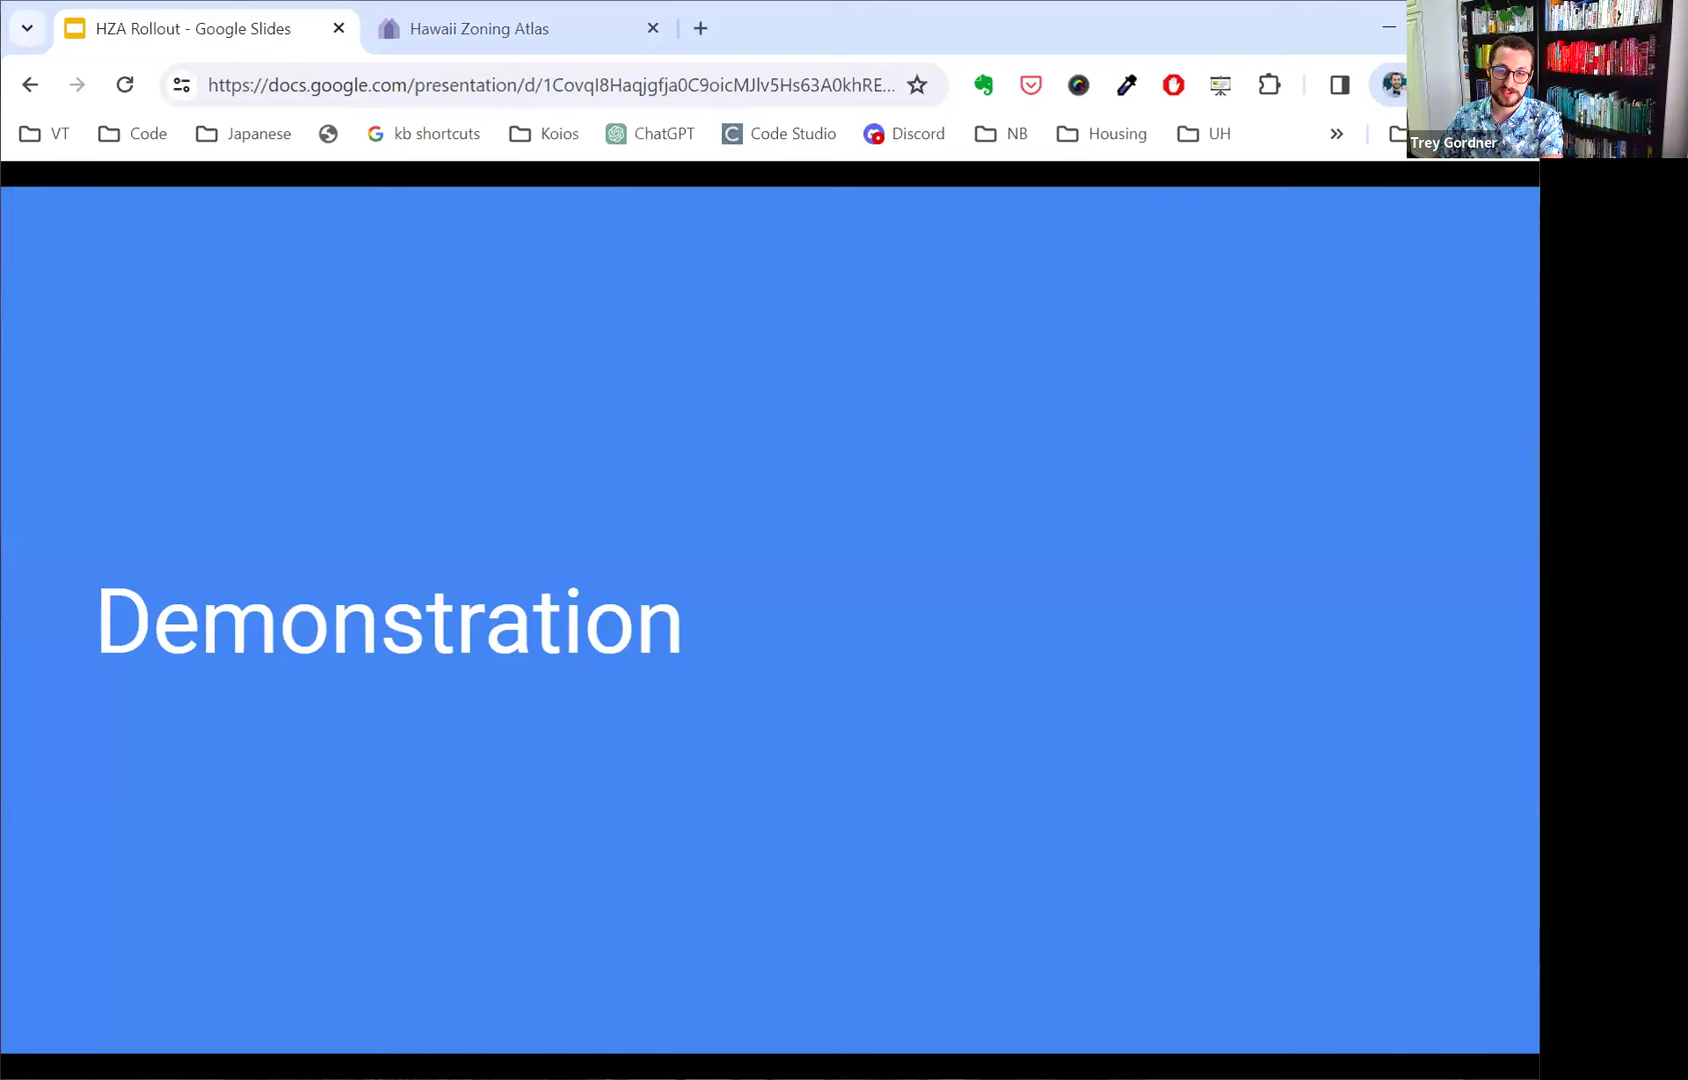 HZA Rollout - Google Slides
Hawaii Zoning Atlas
https://docs.google.com/presentation/d/1CovqI8Haqjgfja0C9oicMJlv5Hs63A0khRE...
VT
Code
Japanese
kb shortcuts
Koios
ChatGPT
Code Studio
Discord
NB
Housing
UH
Trey Gordner
Demonstration